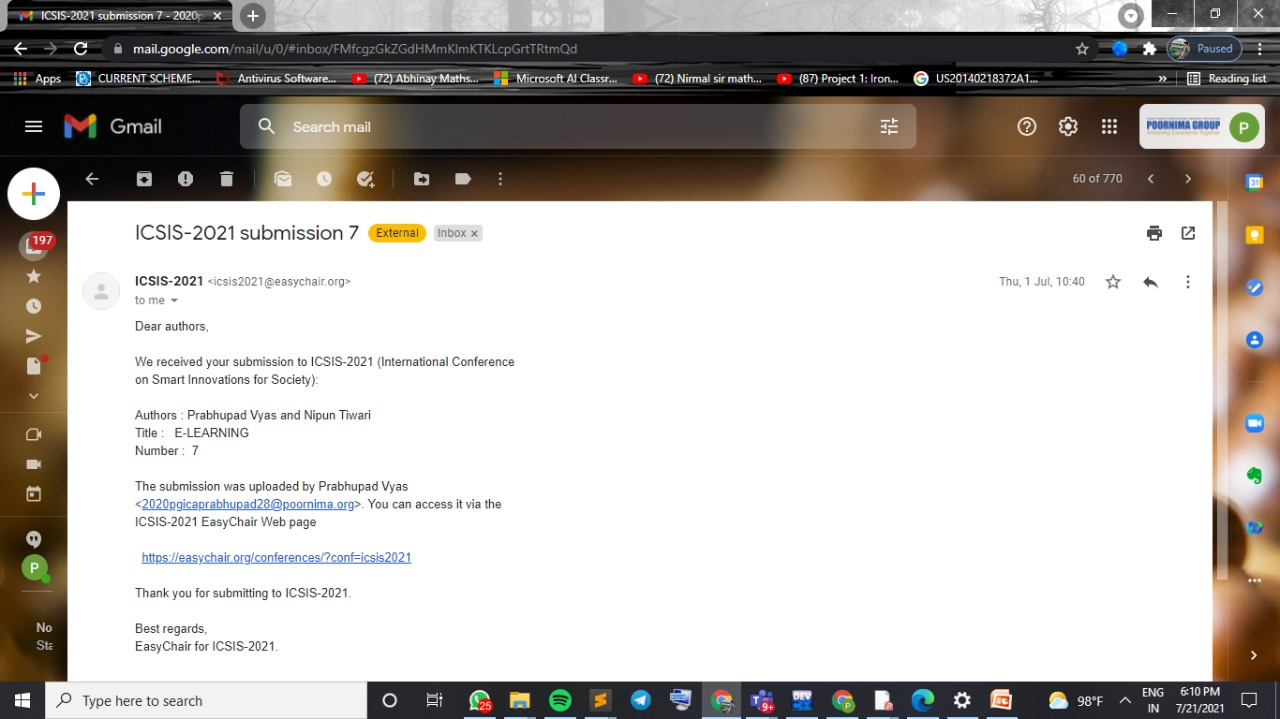 ICSIS-2021 submission 7 - 2020p
mail.google.com/mail/u/0/#inbox/FMfcgzGkZGdHMmKlmKTKLcpGrtTRtmQd
Paused
Apps
CURRENT SCHEME...
Antivirus Software...
(72) Abhinay Maths...
Microsoft AI Classr...
(72) Nirmal sir math...
(87) Project 1: Iron...
US20140218372A1...
»
Reading list
Gmail
Search mail
POORNIMA GROUP
P
60 of 770
31
197
ICSIS-2021 submission 7
External
Inbox x
ICSIS-2021 <icsis2021@easychair.org>
Thu, 1 Jul, 10:40
to me
Dear authors,
We received your submission to ICSIS-2021 (International Conference
on Smart Innovations for Society):
Authors : Prabhupad Vyas and Nipun Tiwari
Title : E-LEARNING
Number : 7
The submission was uploaded by Prabhupad Vyas
<2020pgicaprabhupad28@poornima.org>. You can access it via the
ICSIS-2021 EasyChair Web page
https://easychair.org/conferences/?conf=icsis2021
P
Thank you for submitting to ICSIS-2021.
Best regards,
EasyChair for ICSIS-2021.
No
Sta
Type here to search
25
9+
DEV
P
98°F
ENG
IN
6:10 PM
7/21/2021